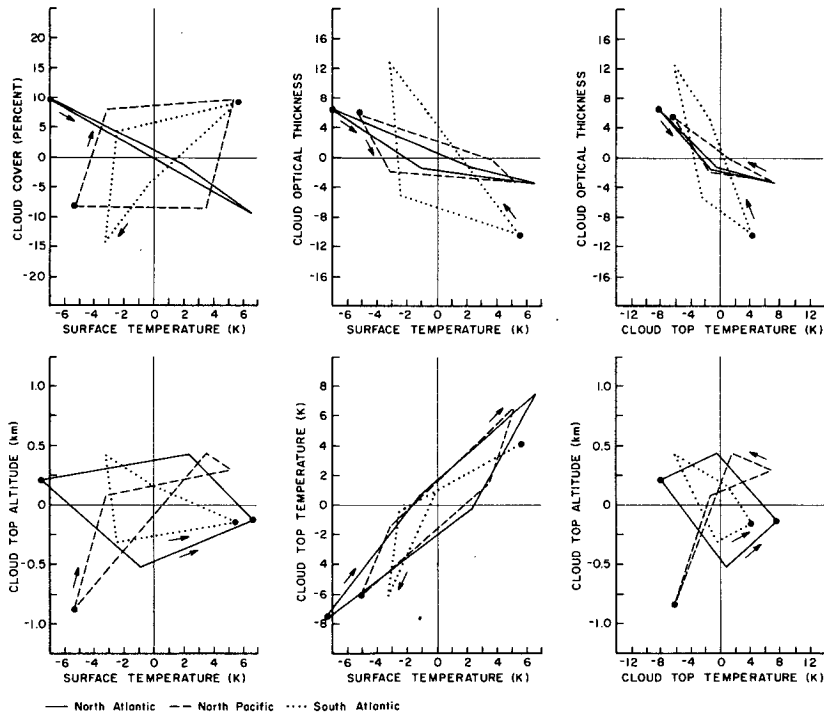 CLOUD COVER (PERCENT)
25
20
15
10
5
0
-5
-10
-15
-20
-6 -4 -2 0 2 4 6
SURFACE TEMPERATURE (K)
CLOUD OPTICAL THICKNESS
16
12
8
4
0
-4
-8
-12
-16
-6 -4 -2 0 2 4 6
SURFACE TEMPERATURE (K)
CLOUD OPTICAL THICKNESS
16
12
8
4
0
-4
-8
-12
-16
-12 -8 -4 0 4 8 12
CLOUD TOP TEMPERATURE (K)
CLOUD TOP ALTITUDE (km)
1.0
0.5
0
-0.5
-1.0
-6 -4 -2 0 2 4 6
SURFACE TEMPERATURE (K)
CLOUD TOP TEMPERATURE (K)
8
6
4
2
0
-2
-4
-6
-8
-6 -4 -2 0 2 4 6
SURFACE TEMPERATURE (K)
CLOUD TOP ALTITUDE (km)
1.0
0.5
0
-0.5
-1.0
-12 -8 -4 0 4 8 12
CLOUD TOP TEMPERATURE (K)
North Atlantic North Pacific South Atlantic